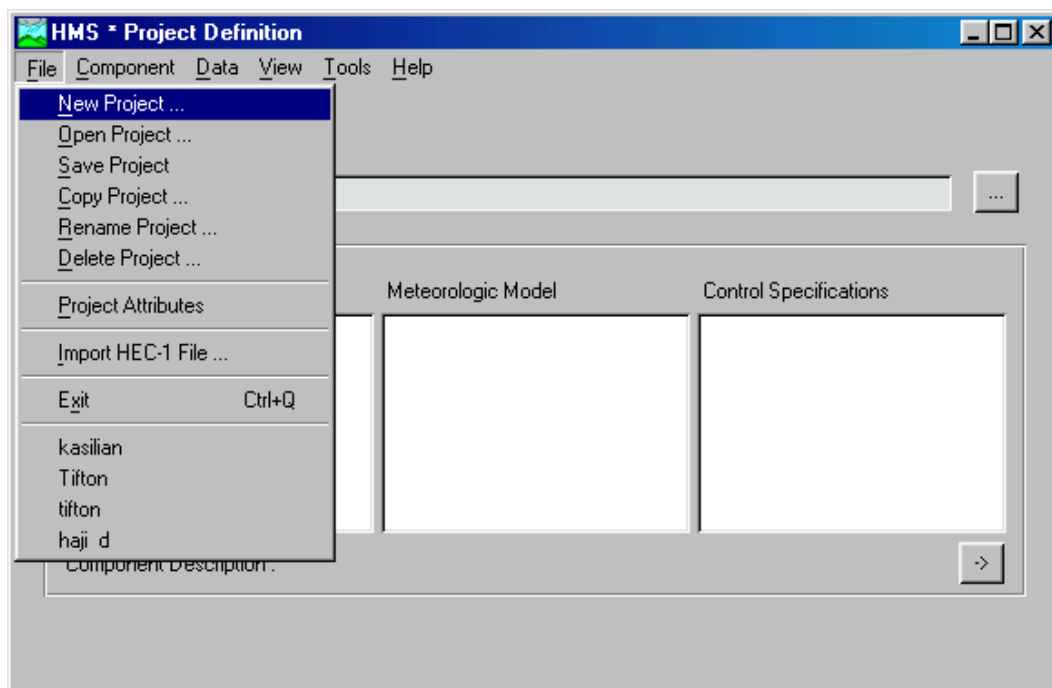 HMS * Project Definition
File Component Data View Tools Help
New Project ...
Open Project ...
Save Project
Copy Project ...
...
Rename Project ...
Delete Project ...
Meteorologic Model Control Specifications
Project Attributes
Import HEC-1 File ...
Exit Ctrl+Q
kasilian
Tifton
tifton
haji d
Component Description :
->